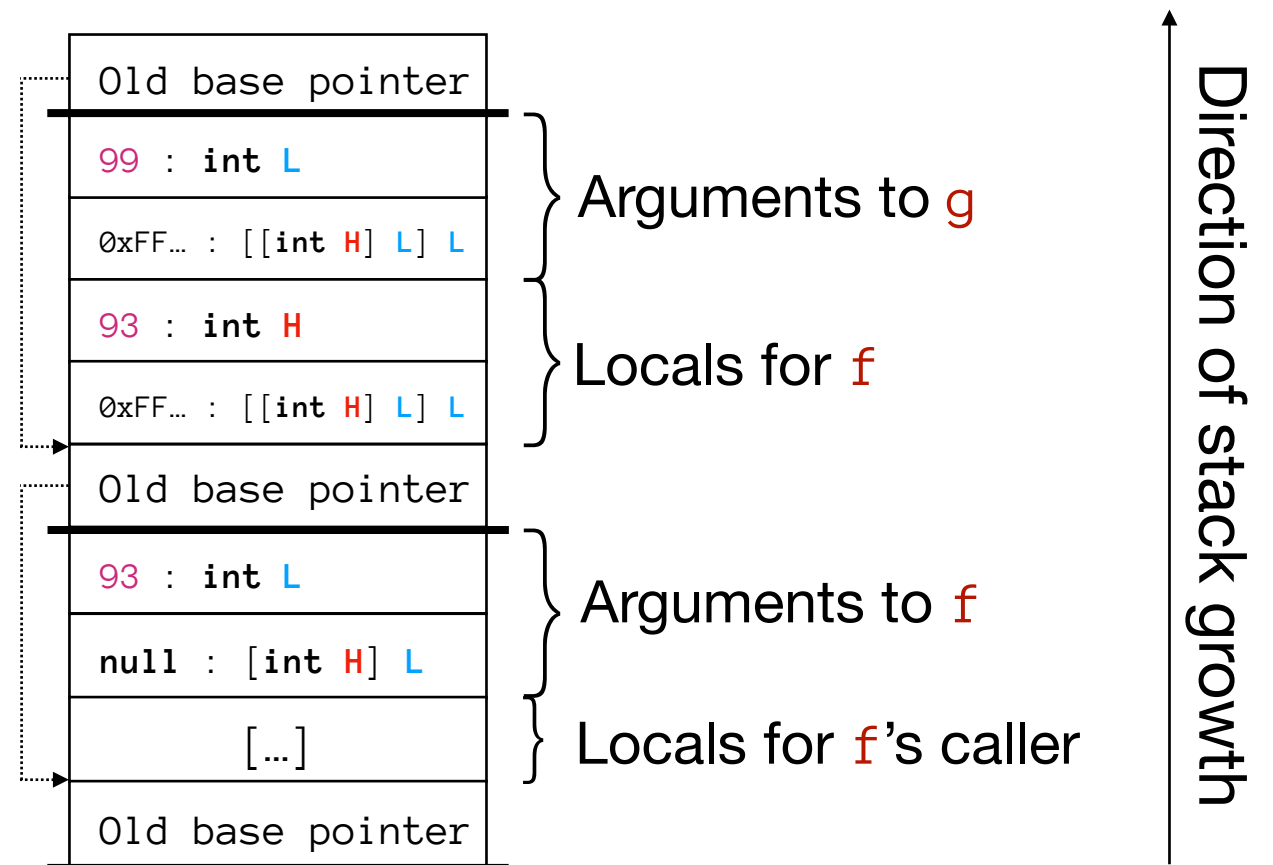 Old base pointer
99 : int L
0xFF… : [[int H] L] L
Arguments to g
93 : int H
0xFF… : [[int H] L] L
Locals for f
Old base pointer
93 : int L
null : [int H] L
Arguments to f
[…]
Locals for f’s caller
Old base pointer
Direction of stack growth